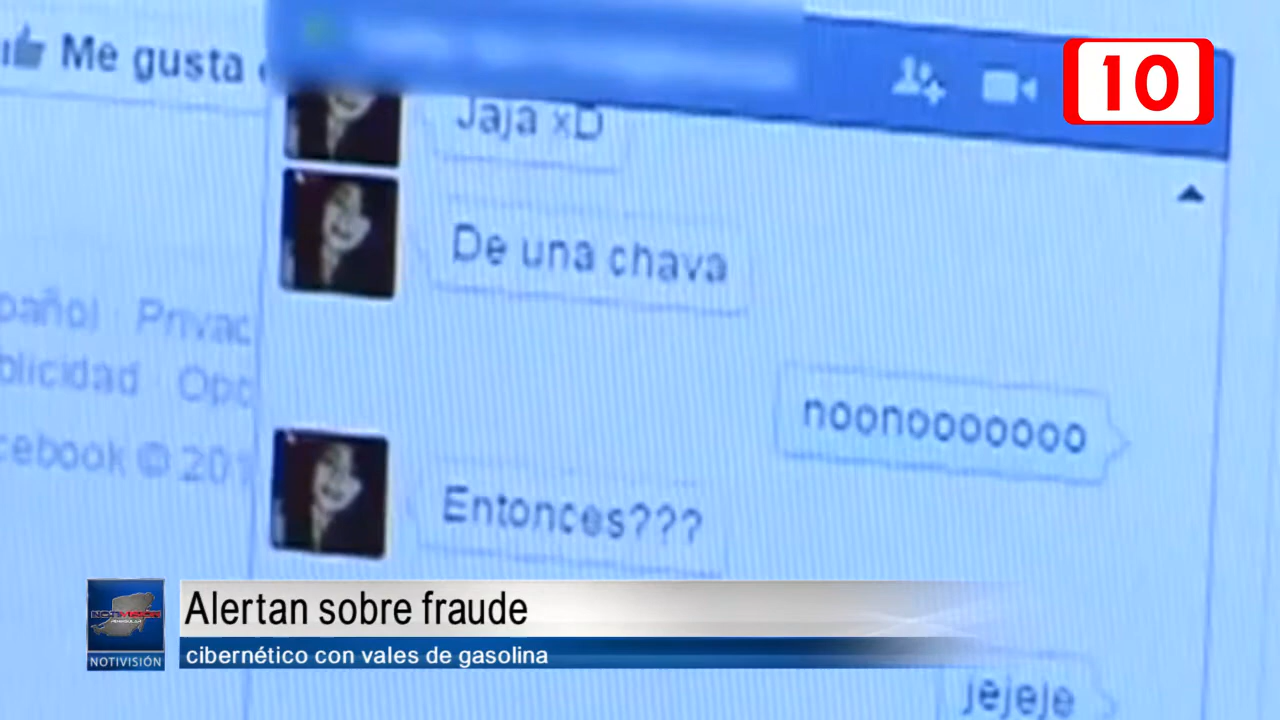 Me gusta
10
Jaja xD
De una chava
pañol · Privac
blicidad · Opc
noonooooooo
cebook © 201
Entonces???
Alertan sobre fraude
cibernético con vales de gasolina
NOTIVISIÓN
jejeje